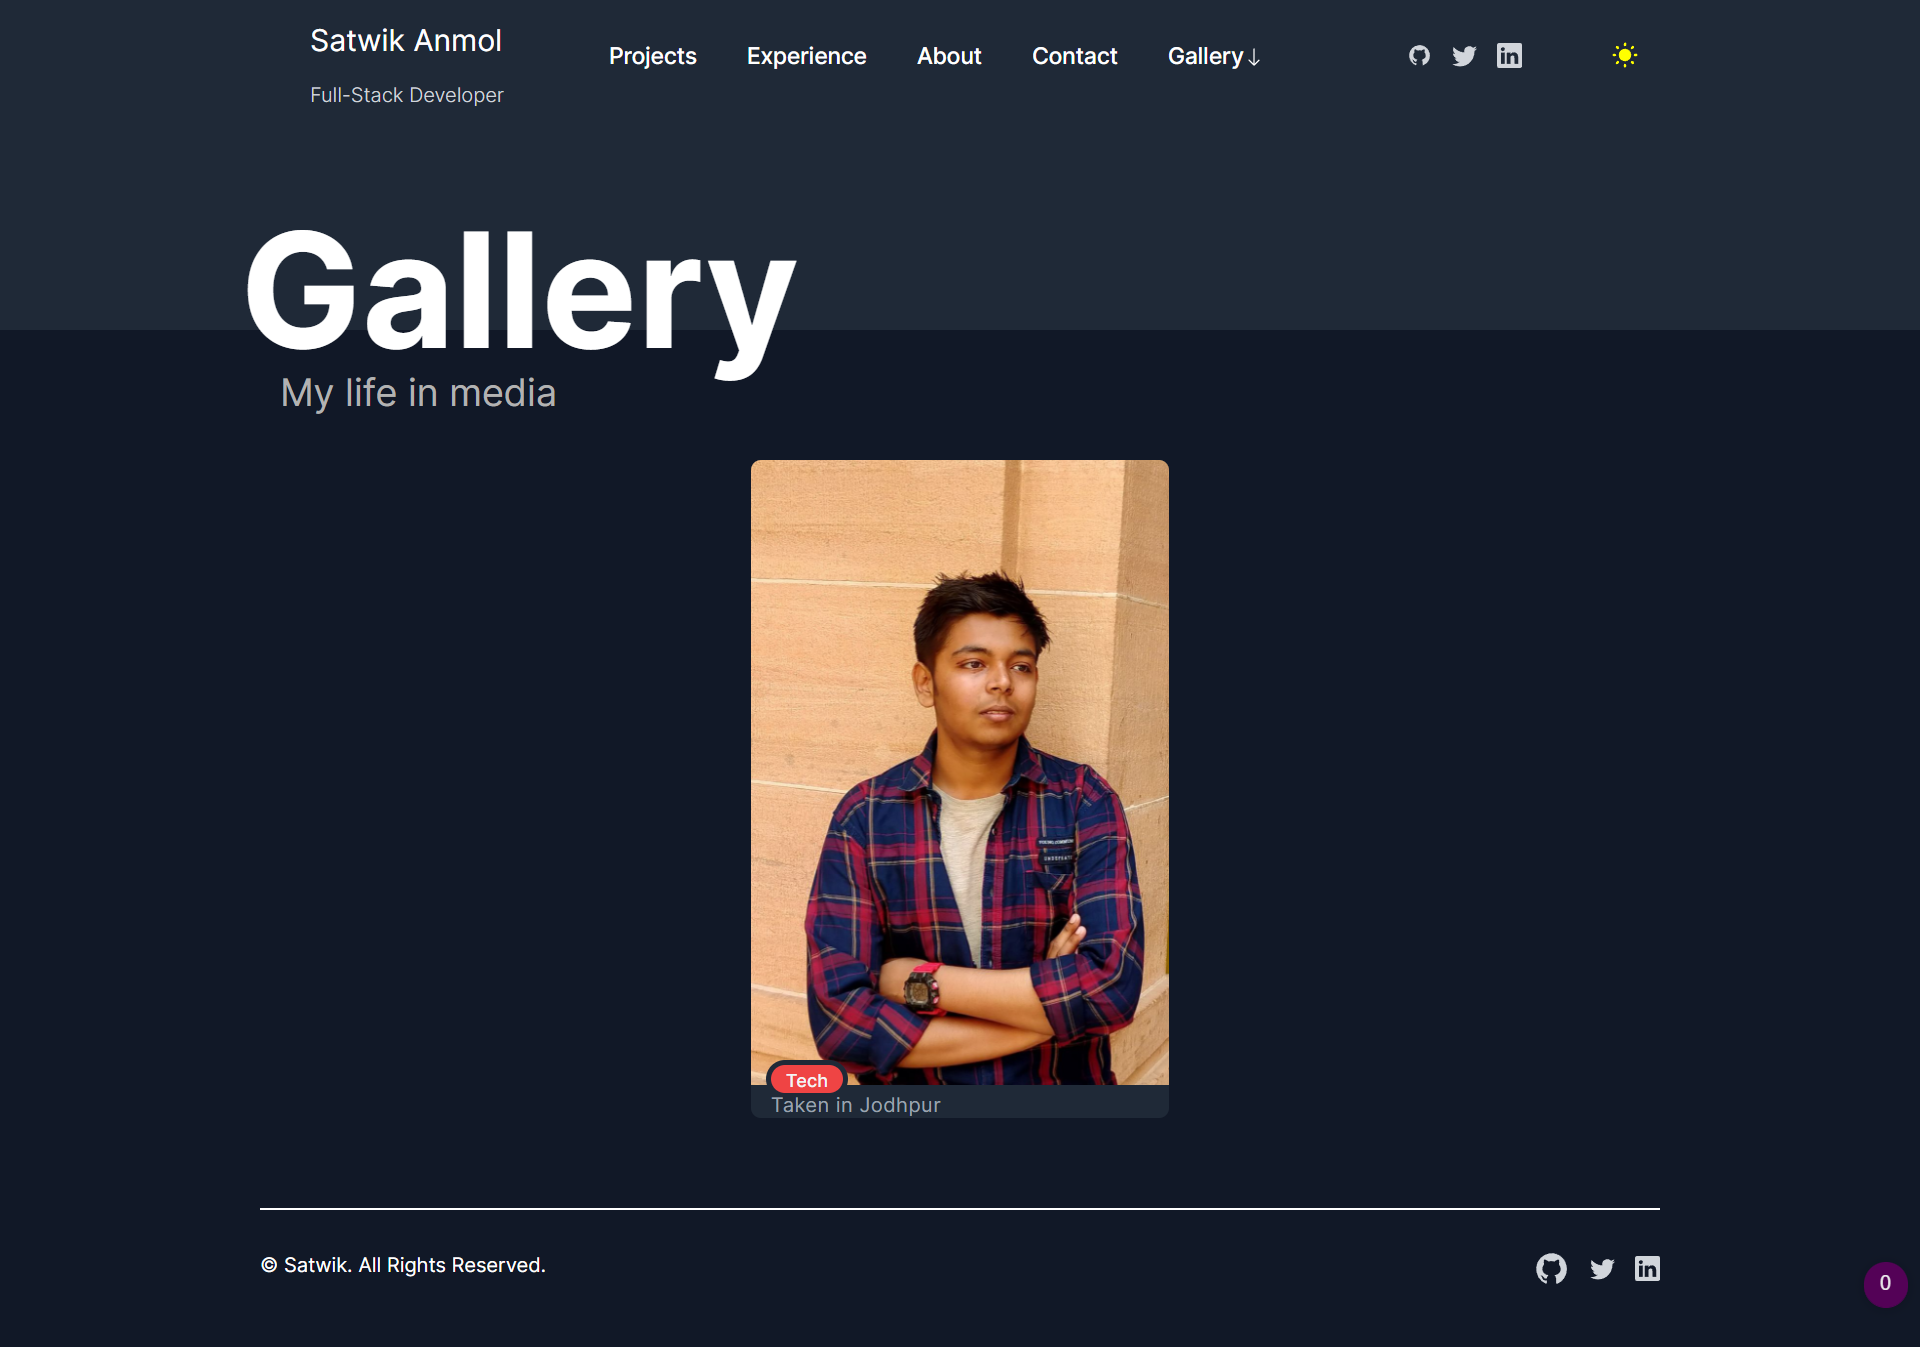 Satwik Anmol
Full-Stack Developer
Projects
Experience
About
Contact
Gallery↓
Gallery
My life in media
Tech
Taken in Jodhpur
© Satwik. All Rights Reserved.
0